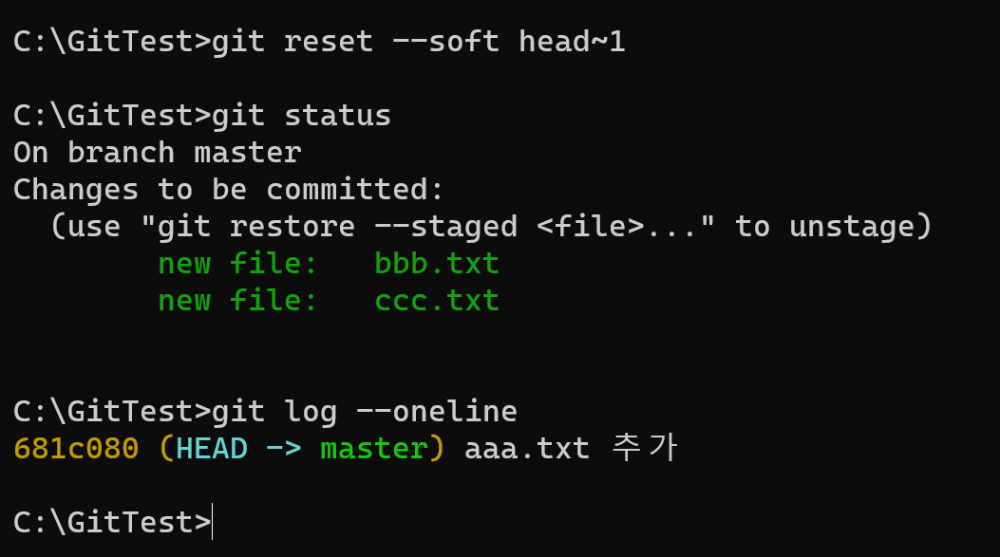 C:\GitTest>git reset --soft head~1
C:\GitTest>git status
On branch master
Changes to be committed:
  (use "git restore --staged <file>..." to unstage)
        new file:   bbb.txt
        new file:   ccc.txt
C:\GitTest>git log --oneline
681c080 (HEAD -> master) aaa.txt 추가
C:\GitTest>